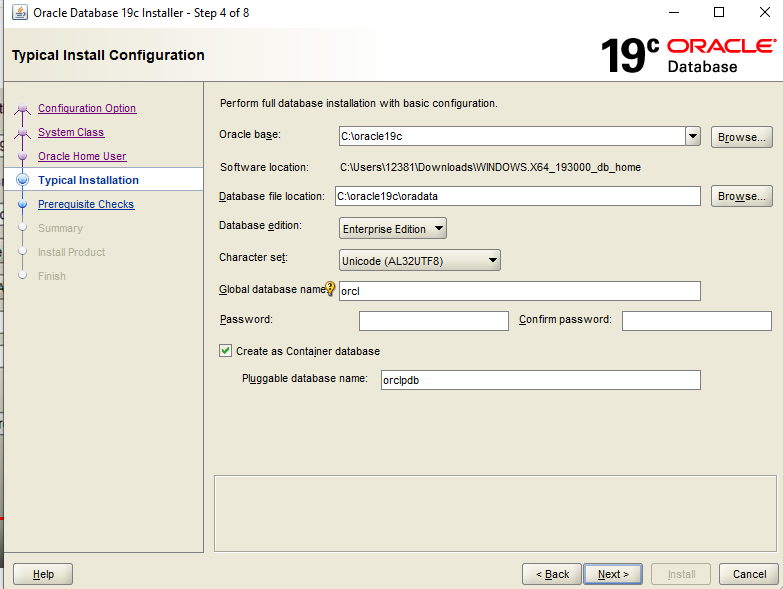 Oracle Database 19c Installer - Step 4 of 8
Typical Install Configuration
19c ORACLE
Database
Configuration Option
System Class
Oracle Home User
Typical Installation
Prerequisite Checks
Summary
Install Product
Finish
Perform full database installation with basic configuration.
Oracle base: C:\oracle19c Browse...
Software location: C:\Users\12381\Downloads\WINDOWS.X64_193000_db_home
Database file location: C:\oracle19c\oradata Browse...
Database edition: Enterprise Edition
Character set: Unicode (AL32UTF8)
Global database name orcl
Password: Confirm password:
Create as Container database
Pluggable database name: orclpdb
Help < Back Next > Install Cancel